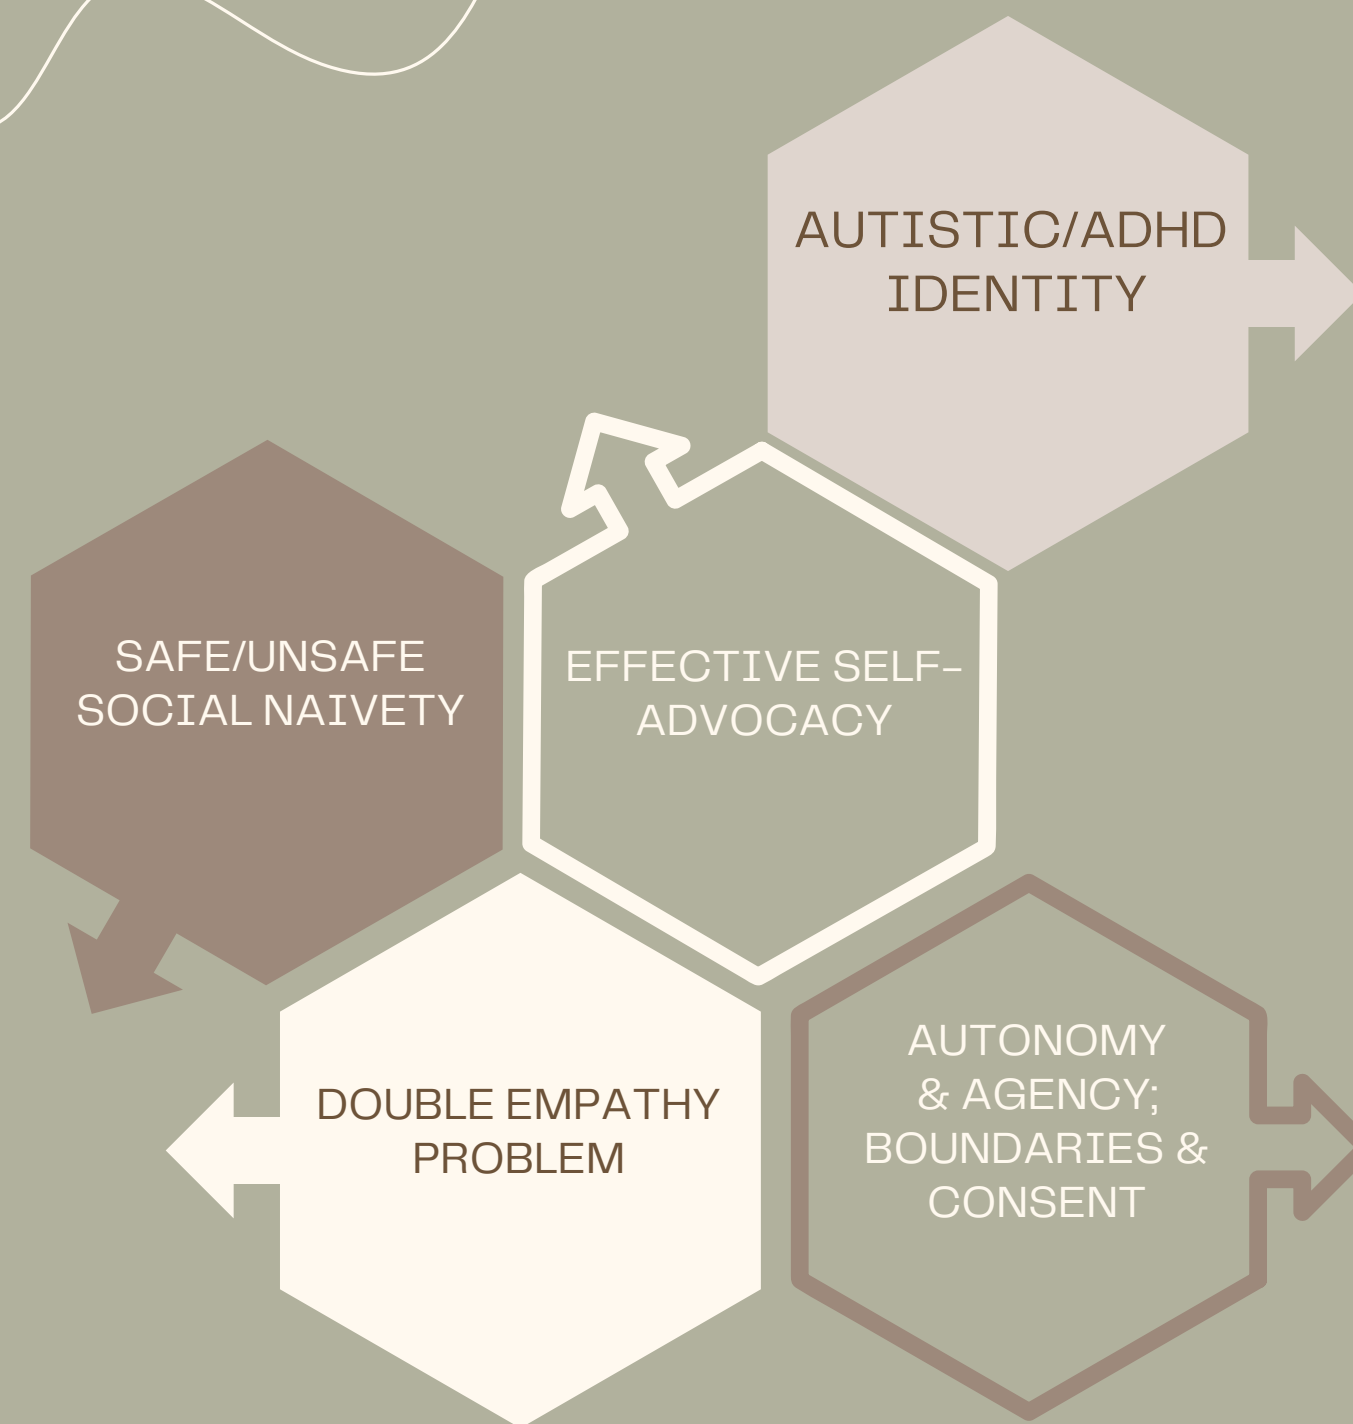 AUTISTIC/ADHD
IDENTITY
SAFE/UNSAFE
SOCIAL NAIVETY
EFFECTIVE SELF-
ADVOCACY
DOUBLE EMPATHY
PROBLEM
AUTONOMY
& AGENCY;
BOUNDARIES &
CONSENT